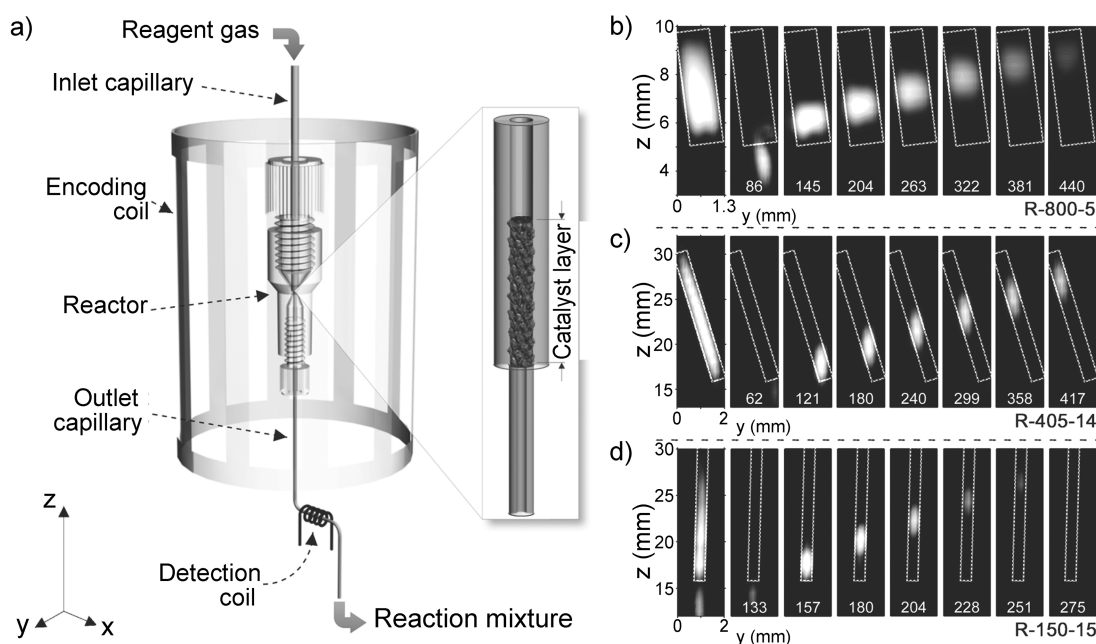 a)
Reagent gas
Inlet capillary
Encoding
coil
Reactor
Outlet
capillary
Detection
coil
Reaction mixture
Catalyst layer
z
y
x
b)
10
8
6
4
z (mm)
86
145
204
263
322
381
440
0
1.3
y (mm)
R-800-5
c)
30
25
20
15
z (mm)
62
121
180
240
299
358
417
0
2
y (mm)
R-405-14
d)
30
25
20
15
z (mm)
133
157
180
204
228
251
275
0
2
y (mm)
R-150-15